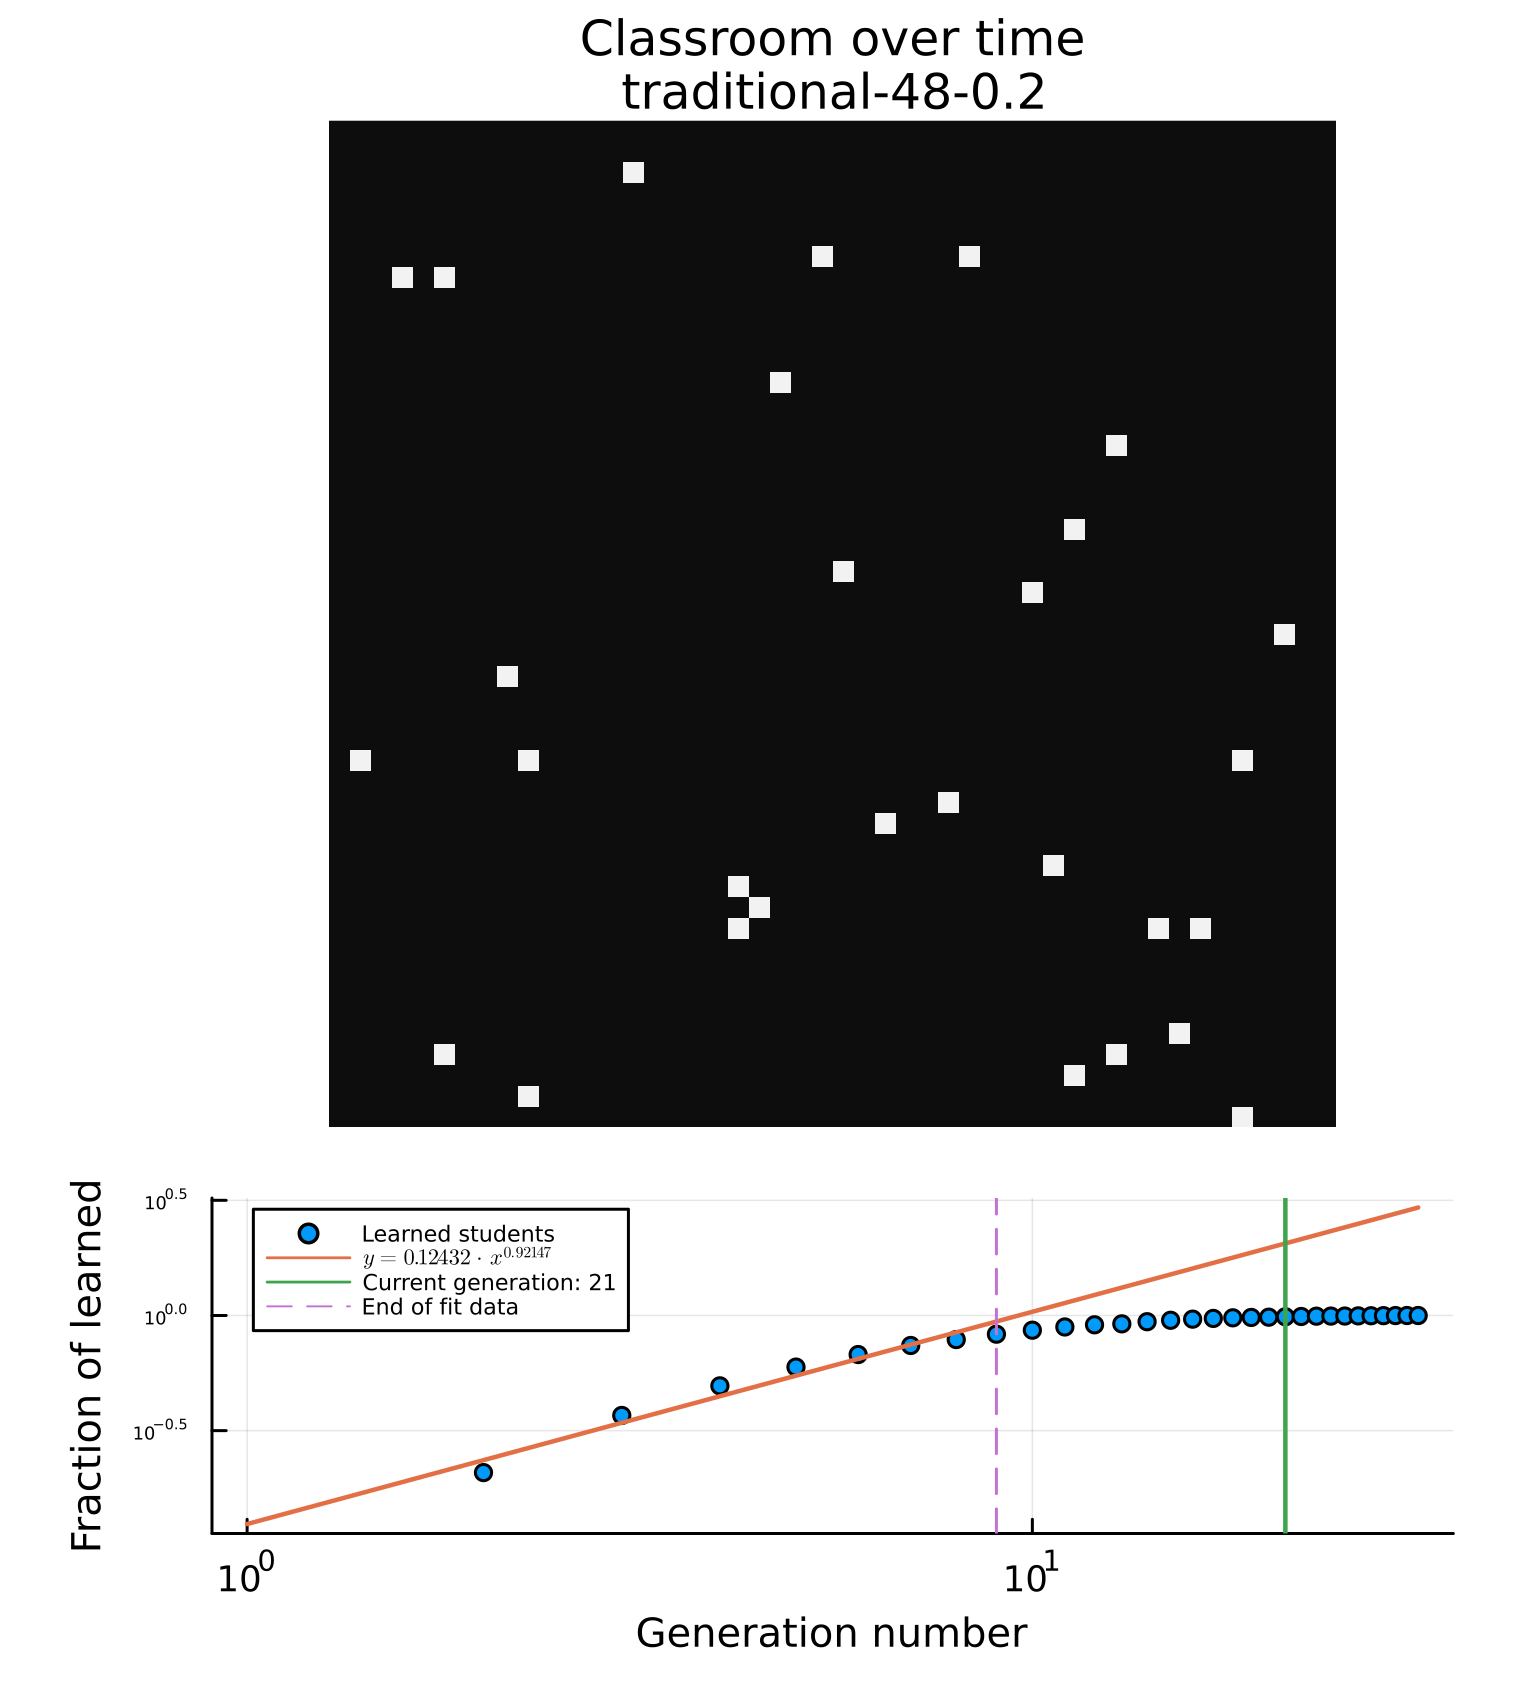 Classroom over time
traditional-48-0.2
Fraction of learned
10^0.5
10^0.0
10^−0.5
Learned students
y = 0.12432 · x^0.92147
Current generation: 21
End of fit data
10^0
10^1
Generation number